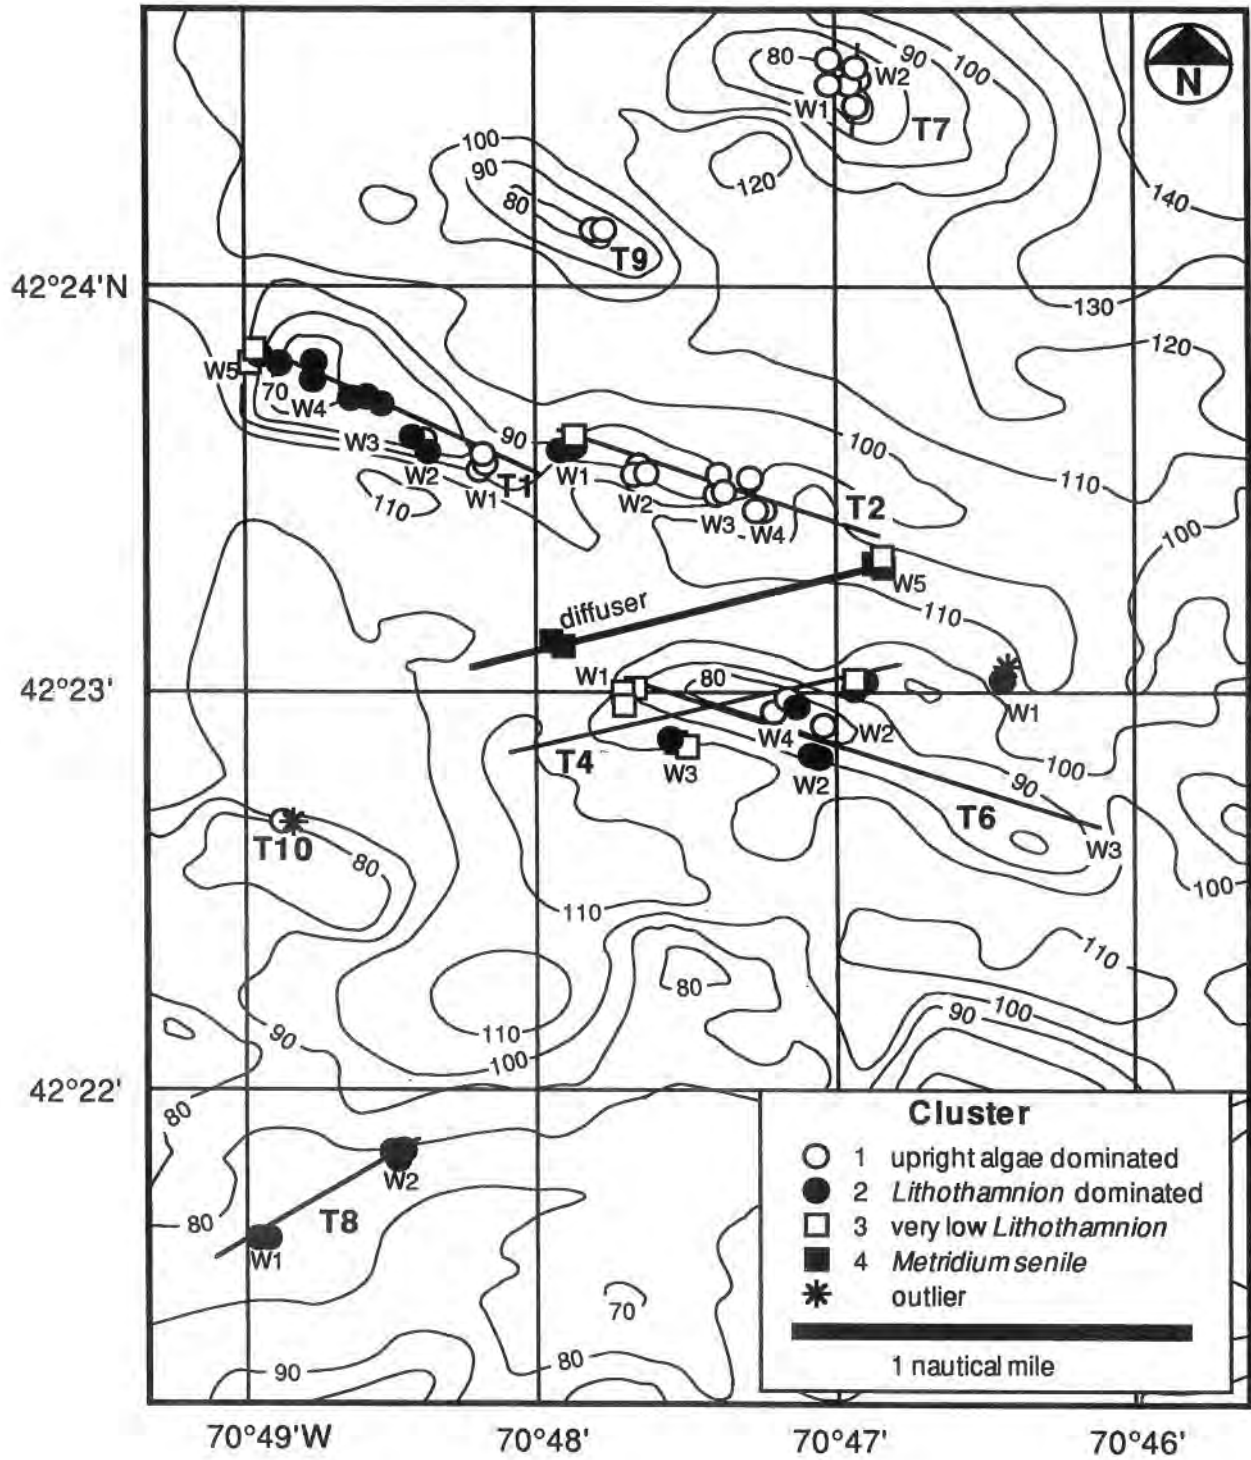 N
80
90
100
W2
W1
T7
100
90
80
120
140
T9
42°24'N
130
120
W5
70
W4
90
100
W3
W2
W1
T1
W1
W2
110
110
W3
W4
T2
100
W5
diffuser
110
W1
80
42°23'
W1
W4
W2
T4
W3
W2
100
90
T6
W3
T10
80
100
110
110
80
90
110
100
90
100
42°22'
80
W2
80
T8
W1
70
90
80
Cluster
1 upright algae dominated
2 Lithothamnion dominated
3 very low Lithothamnion
4 Metridium senile
outlier
1 nautical mile
70°49'W
70°48'
70°47'
70°46'